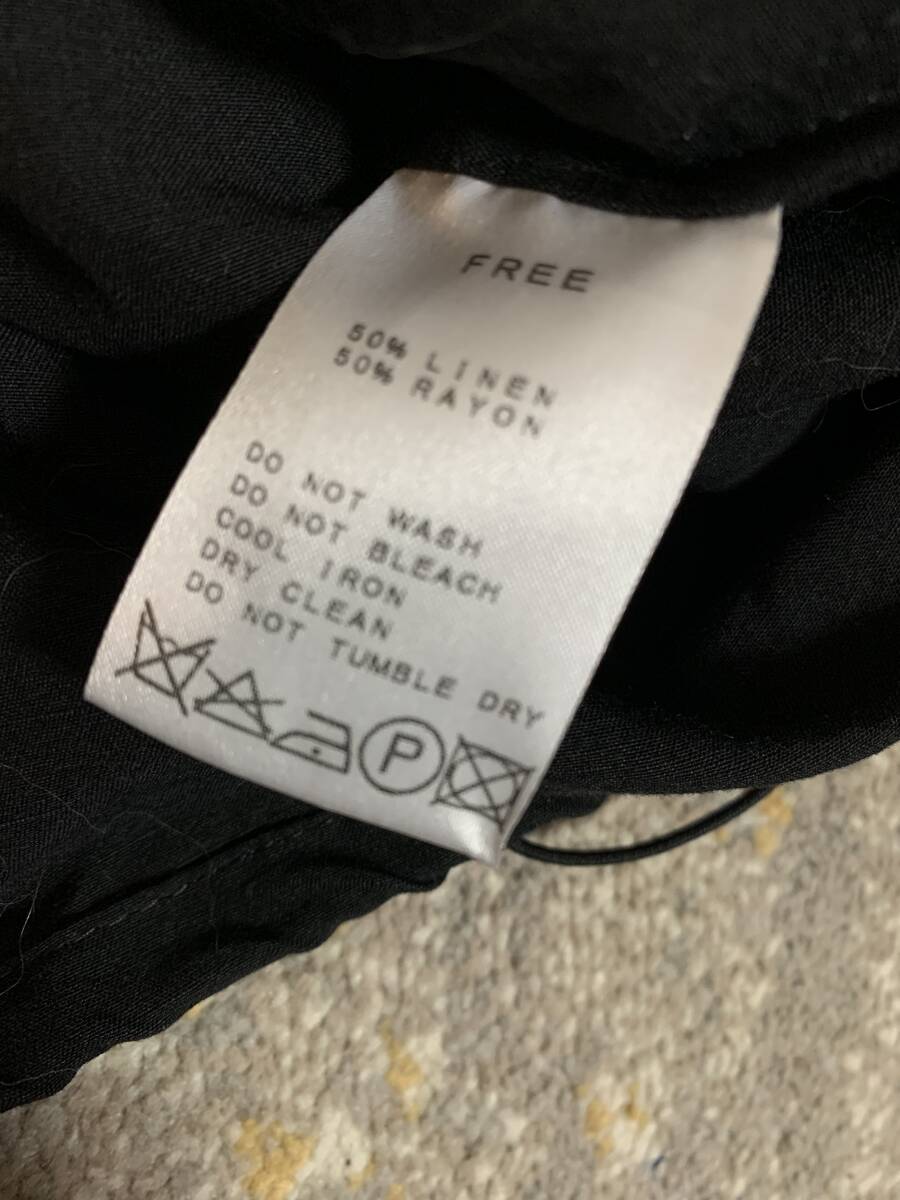 FREE
50% LINEN
50% RAYON
DO NOT WASH
DO NOT BLEACH
COOL IRON
DRY CLEAN
DO NOT TUMBLE DRY
P